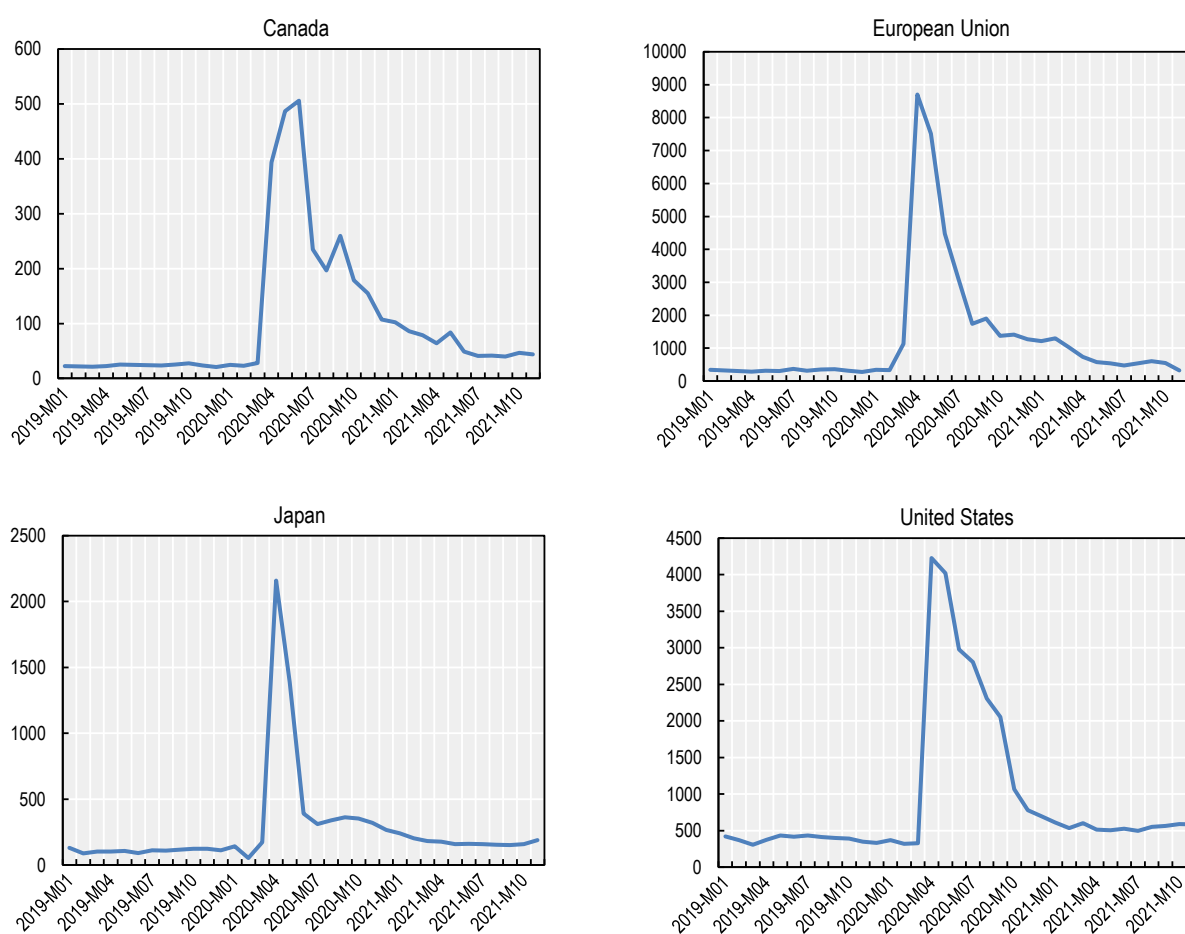 Canada
600
500
400
300
200
100
0
2019-M01
2019-M04
2019-M07
2019-M10
2020-M01
2020-M04
2020-M07
2020-M10
2021-M01
2021-M04
2021-M07
2021-M10
European Union
10000
9000
8000
7000
6000
5000
4000
3000
2000
1000
0
2019-M01
2019-M04
2019-M07
2019-M10
2020-M01
2020-M04
2020-M07
2020-M10
2021-M01
2021-M04
2021-M07
2021-M10
Japan
2500
2000
1500
1000
500
0
2019-M01
2019-M04
2019-M07
2019-M10
2020-M01
2020-M04
2020-M07
2020-M10
2021-M01
2021-M04
2021-M07
2021-M10
United States
4500
4000
3500
3000
2500
2000
1500
1000
500
0
2019-M01
2019-M04
2019-M07
2019-M10
2020-M01
2020-M04
2020-M07
2020-M10
2021-M01
2021-M04
2021-M07
2021-M10